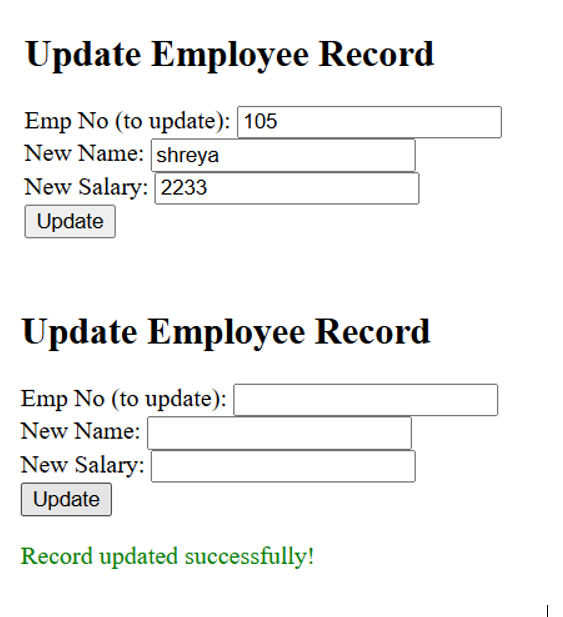 Update Employee Record
Emp No (to update): 105
New Name: shreya
New Salary: 2233
Update
Update Employee Record
Emp No (to update):
New Name:
New Salary:
Update
Record updated successfully!